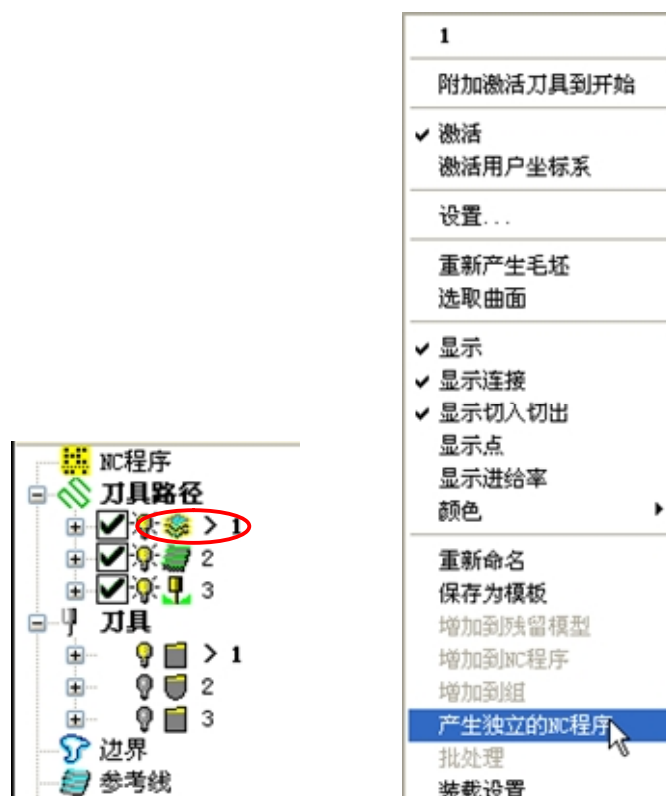 NC程序
刀具路径
> 1
2
3
刀具
> 1
2
3
边界
参考线
1
附加激活刀具到开始
激活
激活用户坐标系
设置...
重新产生毛坯
选取曲面
显示
显示连接
显示切入切出
显示点
显示进给率
颜色
重新命名
保存为模板
增加到残留模型
增加到NC程序
增加到组
产生独立的NC程序
批处理
装载设置